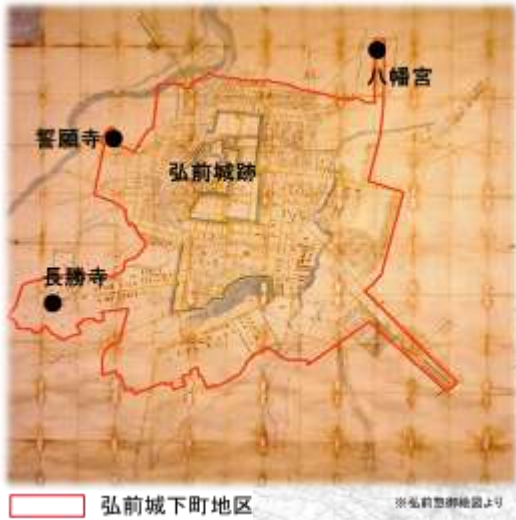 八幡宮
誓願寺
弘前城跡
長勝寺
弘前城下町地区
※弘前惣御絵図より